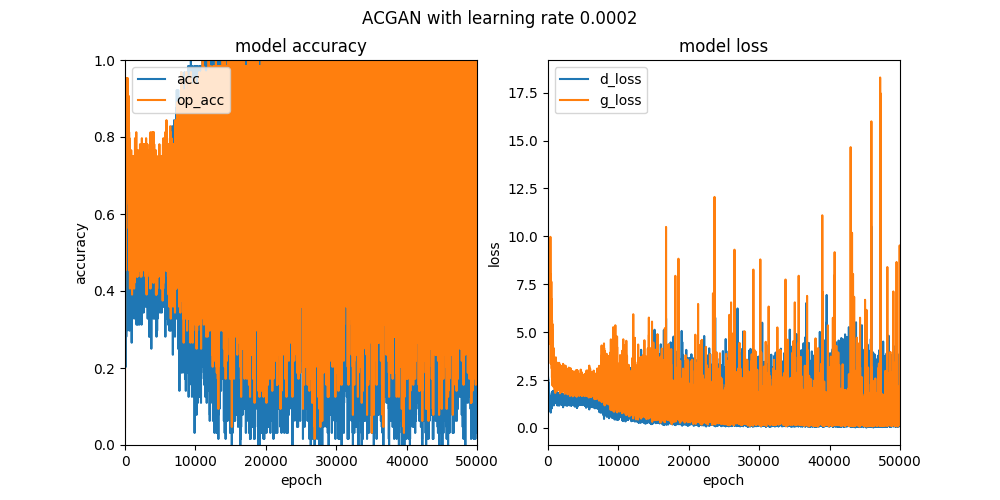 ACGAN with learning rate 0.0002
model accuracy
acc
op_acc
accuracy
1.0
0.8
0.6
0.4
0.2
0.0
0 10000 20000 30000 40000 50000
epoch
model loss
d_loss
g_loss
loss
17.5
15.0
12.5
10.0
7.5
5.0
2.5
0.0
0 10000 20000 30000 40000 50000
epoch